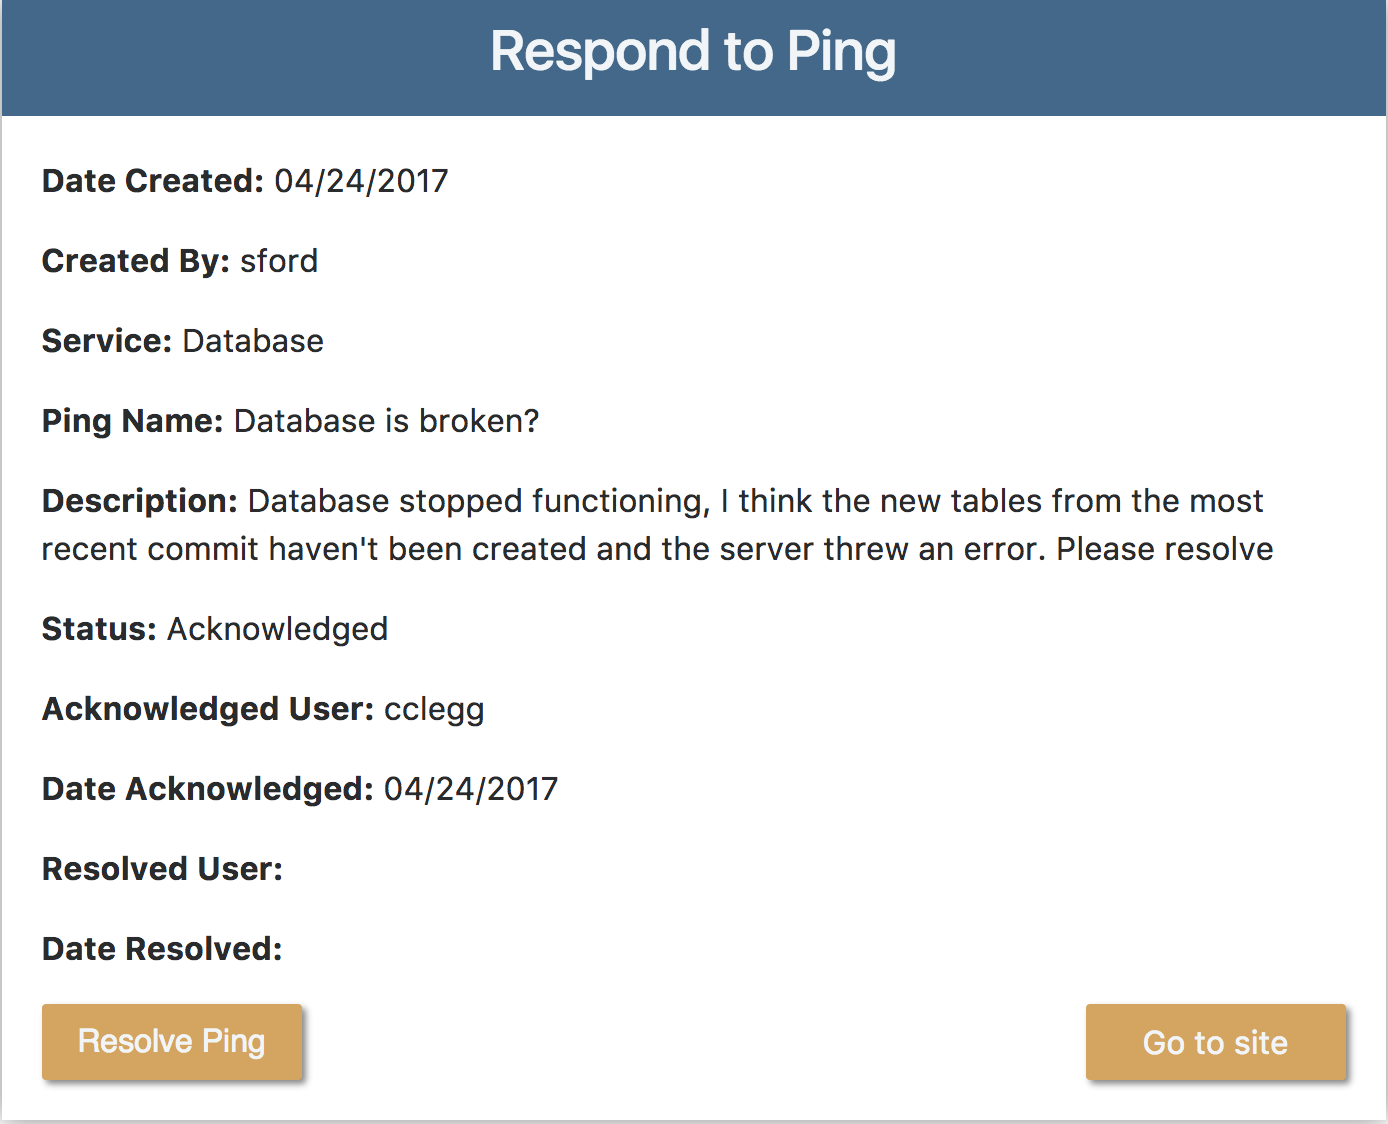 Respond to Ping
Date Created: 04/24/2017
Created By: sford
Service: Database
Ping Name: Database is broken?
Description: Database stopped functioning, I think the new tables from the most
recent commit haven't been created and the server threw an error. Please resolve
Status: Acknowledged
Acknowledged User: cclegg
Date Acknowledged: 04/24/2017
Resolved User:
Date Resolved:
Resolve Ping
Go to site